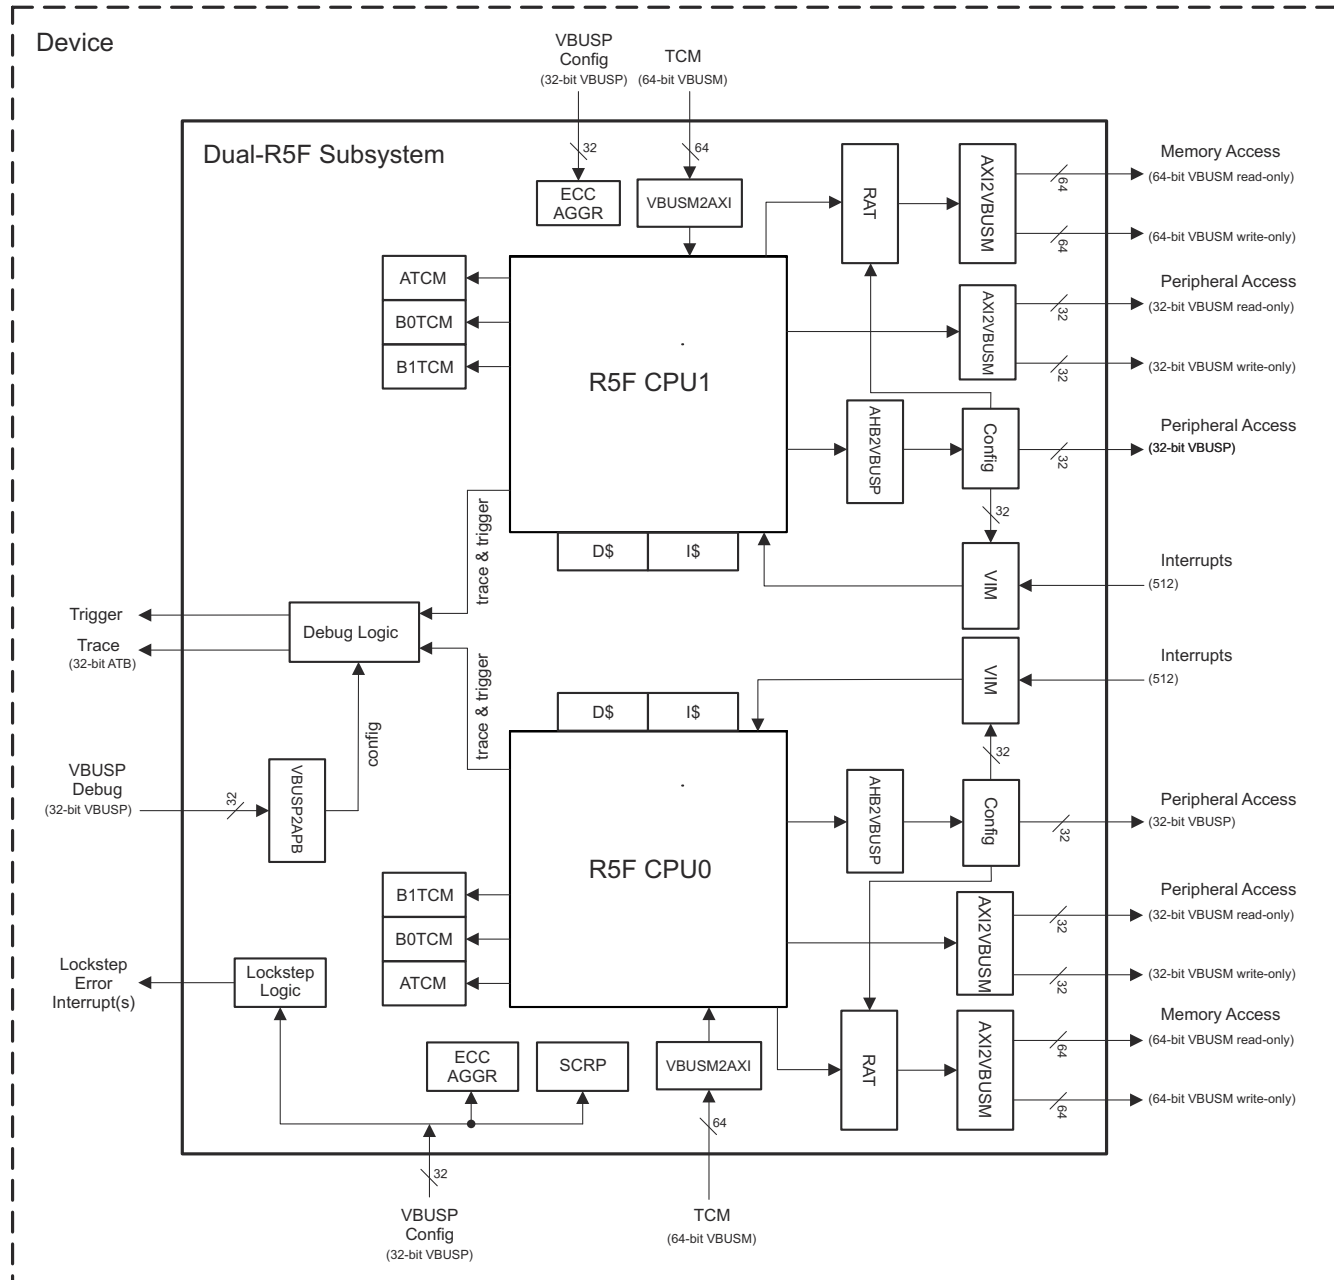 Device
VBUSP
Config
(32-bit VBUSP)
TCM
(64-bit VBUSM)
Dual-R5F Subsystem
32
64
ECC
AGGR
VBUSM2AXI
RAT
AXI2VBUSM
64
64
Memory Access
(64-bit VBUSM read-only)
(64-bit VBUSM write-only)
ATCM
B0TCM
B1TCM
R5F CPU1
AXI2VBUSM
32
32
Peripheral Access
(32-bit VBUSM read-only)
(32-bit VBUSM write-only)
AHB2VBUSP
Config
32
Peripheral Access
(32-bit VBUSP)
32
trace & trigger
D$
I$
VIM
Interrupts
(512)
Trigger
Trace
(32-bit ATB)
Debug Logic
VIM
Interrupts
(512)
trace & trigger
D$
I$
config
32
VBUSP
Debug
(32-bit VBUSP)
32
VBUSP2APB
R5F CPU0
AHB2VBUSP
Config
32
Peripheral Access
(32-bit VBUSP)
B1TCM
B0TCM
ATCM
AXI2VBUSM
32
32
Peripheral Access
(32-bit VBUSM read-only)
(32-bit VBUSM write-only)
Lockstep
Error
Interrupt(s)
Lockstep
Logic
ECC
AGGR
SCRP
VBUSM2AXI
RAT
AXI2VBUSM
64
64
Memory Access
(64-bit VBUSM read-only)
(64-bit VBUSM write-only)
64
32
VBUSP
Config
(32-bit VBUSP)
TCM
(64-bit VBUSM)